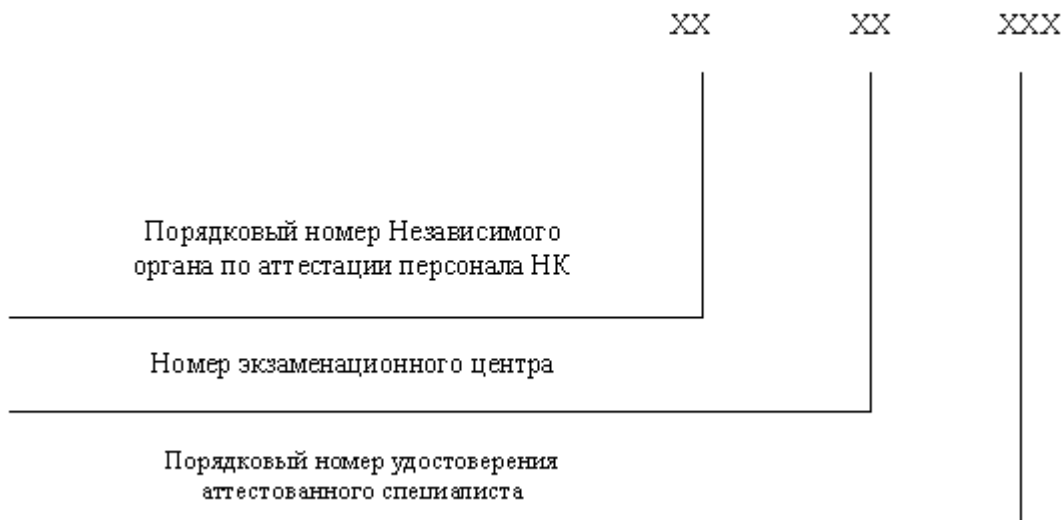 XX XX XXX
Порядковый номер Независимого
органа по аттестации персонала НК
Номер экзаменационного центра
Порядковый номер удостоверения
аттестованного специалиста